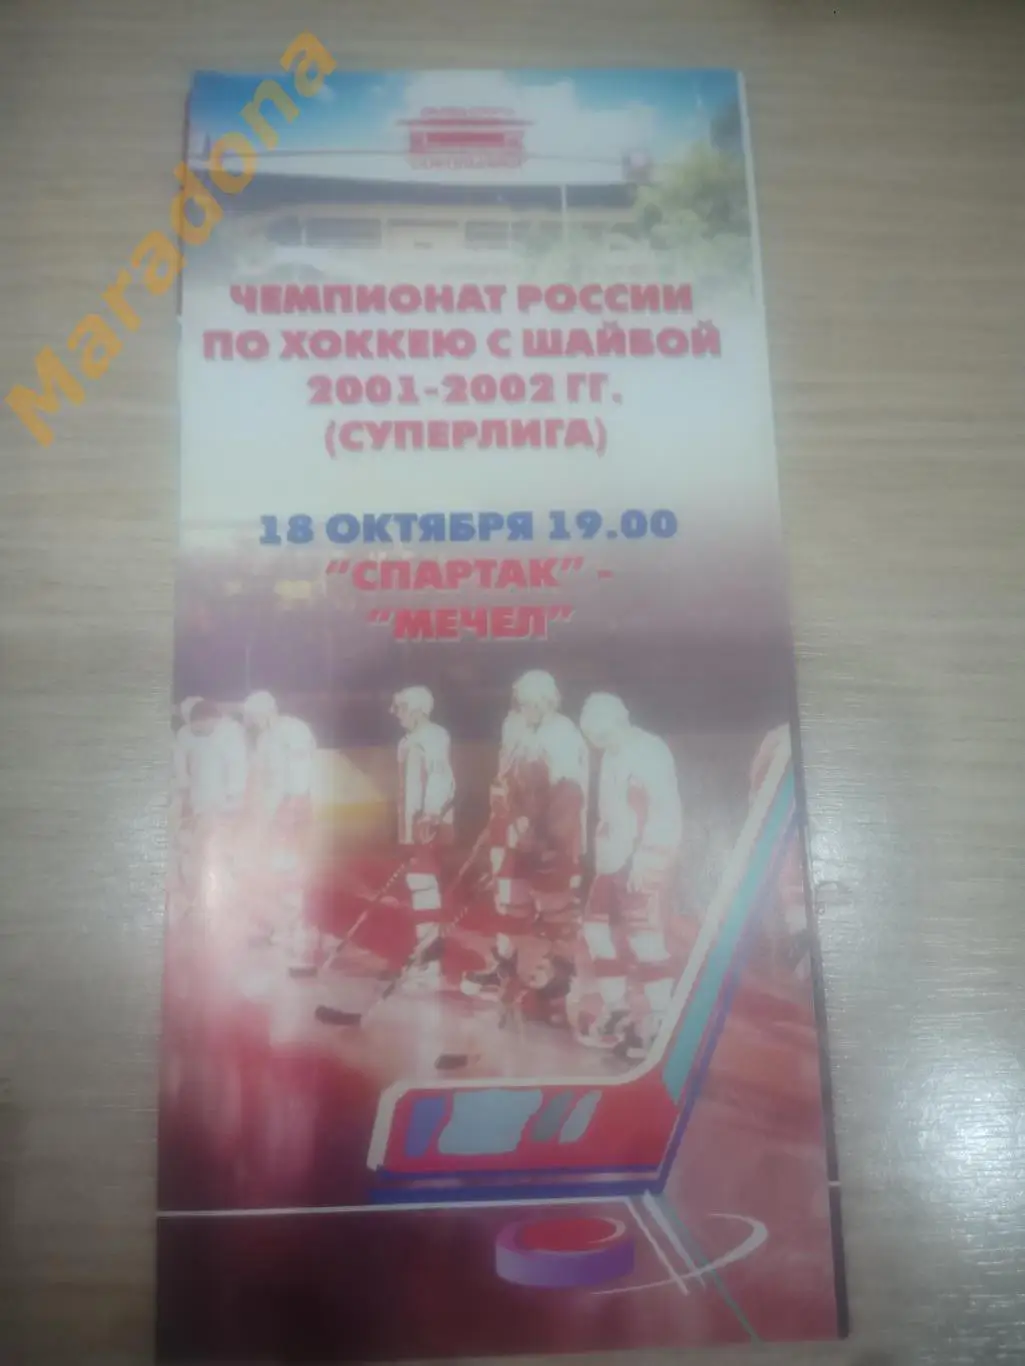 Maradona
ЧЕМПИОНАТ РОССИИ
ПО ХОККЕЮ С ШАЙБОЙ
2001-2002 ГГ.
(СУПЕРЛИГА)
18 ОКТЯБРЯ 19.00
"СПАРТАК" -
"МЕЧЕЛ"